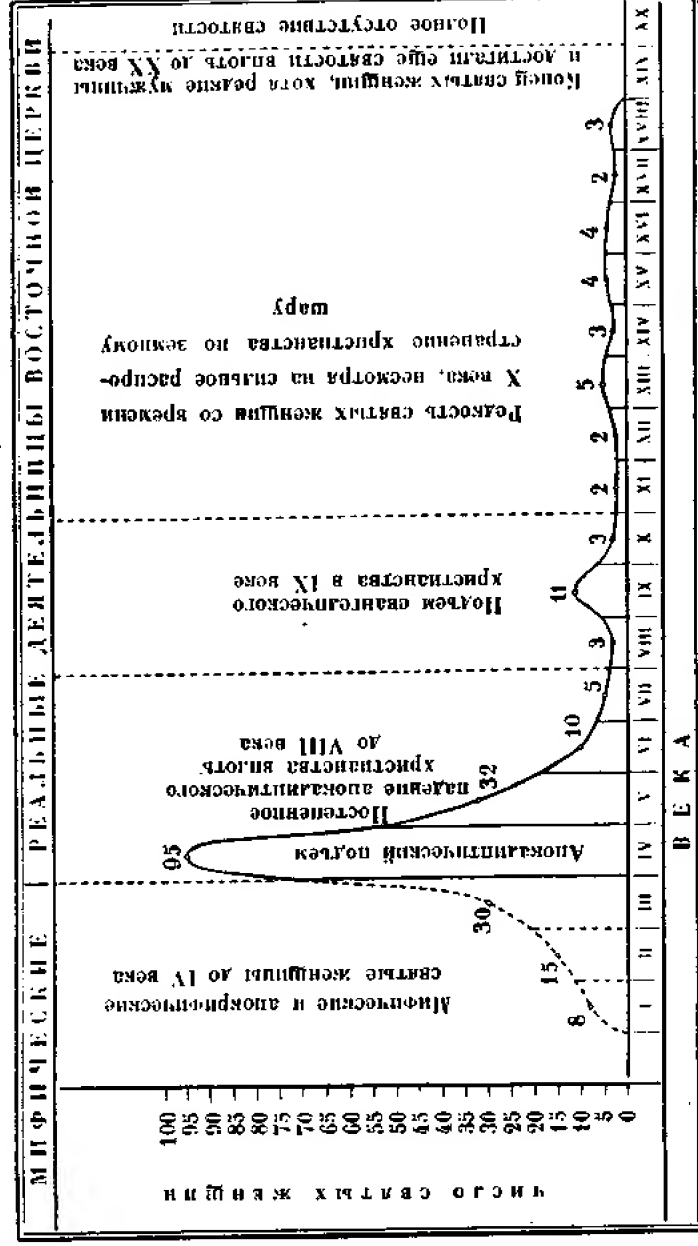 МИФИЧЕСКИЕ
РЕАЛЬНЫЕ ДЕЯТЕЛЬНИЦЫ ВОСТОЧНОЙ ЦЕРКВИ
ЧИСЛО СВЯТЫХ ЖЕНЩИН
100
95
90
85
80
75
70
65
60
55
50
45
40
35
30
25
20
15
10
5
0
Мифические и апокрифические
святые женщины до IV века
Апокалиптический подъем
Постепенное
падение апокалиптического
христианства вплоть
до VIII века
Подъем евангелического
христианства в IX веке
Редкость святых женщин со времени
X века, несмотря на сильное распро-
странение христианства по земному
шару
Конец святых женщин, хотя редкие мужчины
и достигали еще святости вплоть до XX века
Полное отсутствие святости
8 15 30 95 32 10 5 3 11 3 2 2 5 3 4 4 2 3
I II III IV V VI VII VIII IX X XI XII XIII XIV XV XVI XVII XVIII XIX XX
ВЕКА